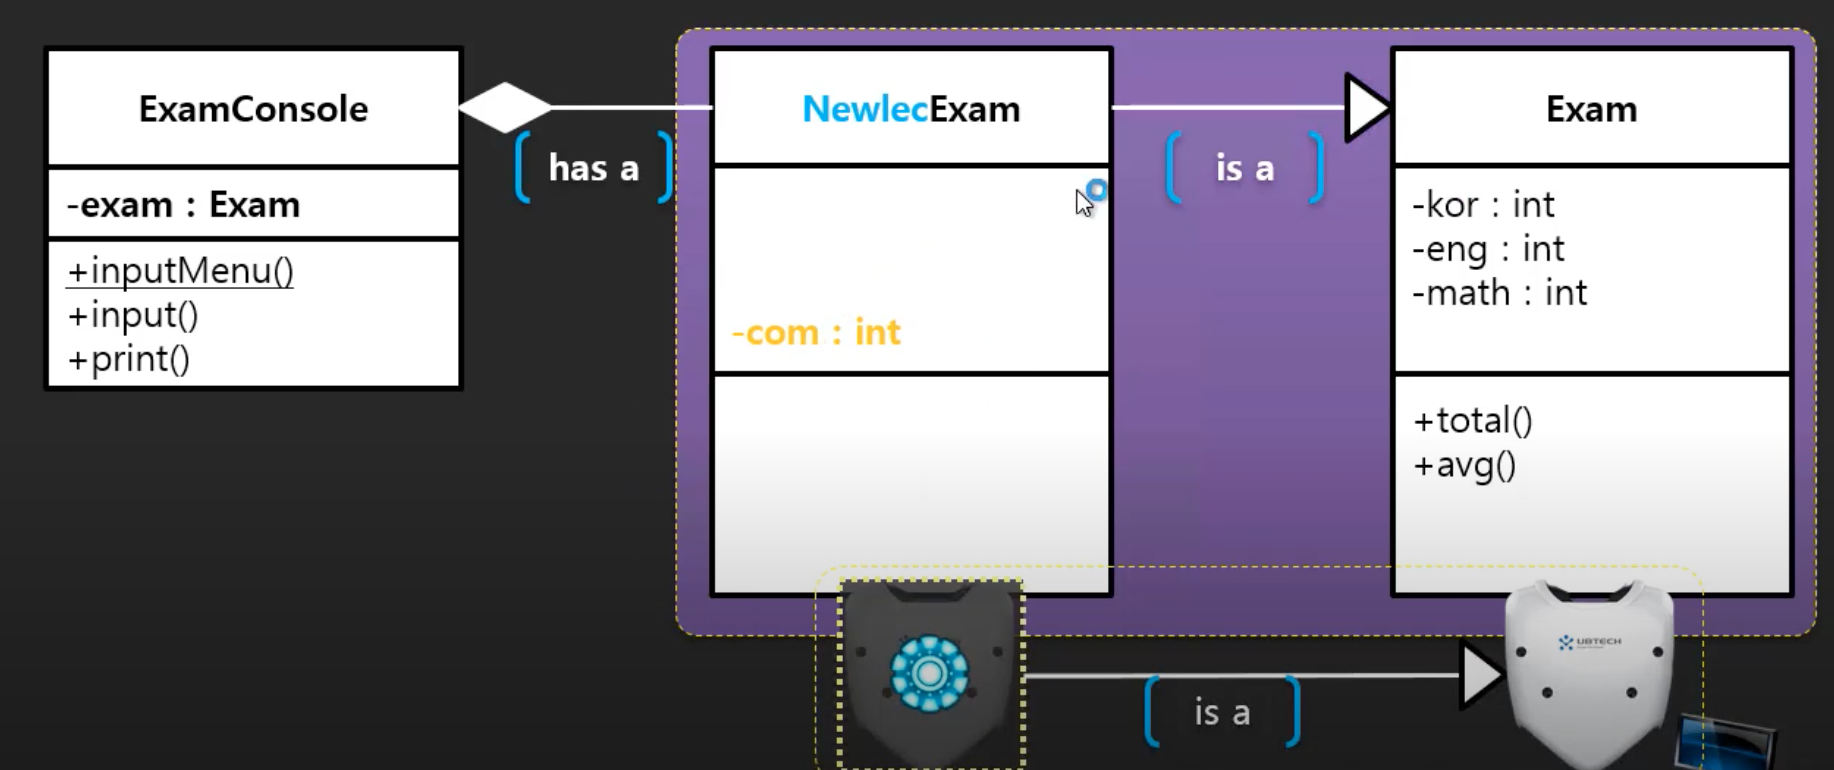 ExamConsole
-exam : Exam
+inputMenu()
+input()
+print()
has a
NewlecExam
-com : int
is a
Exam
-kor : int
-eng : int
-math : int
+total()
+avg()
UBTECH
is a